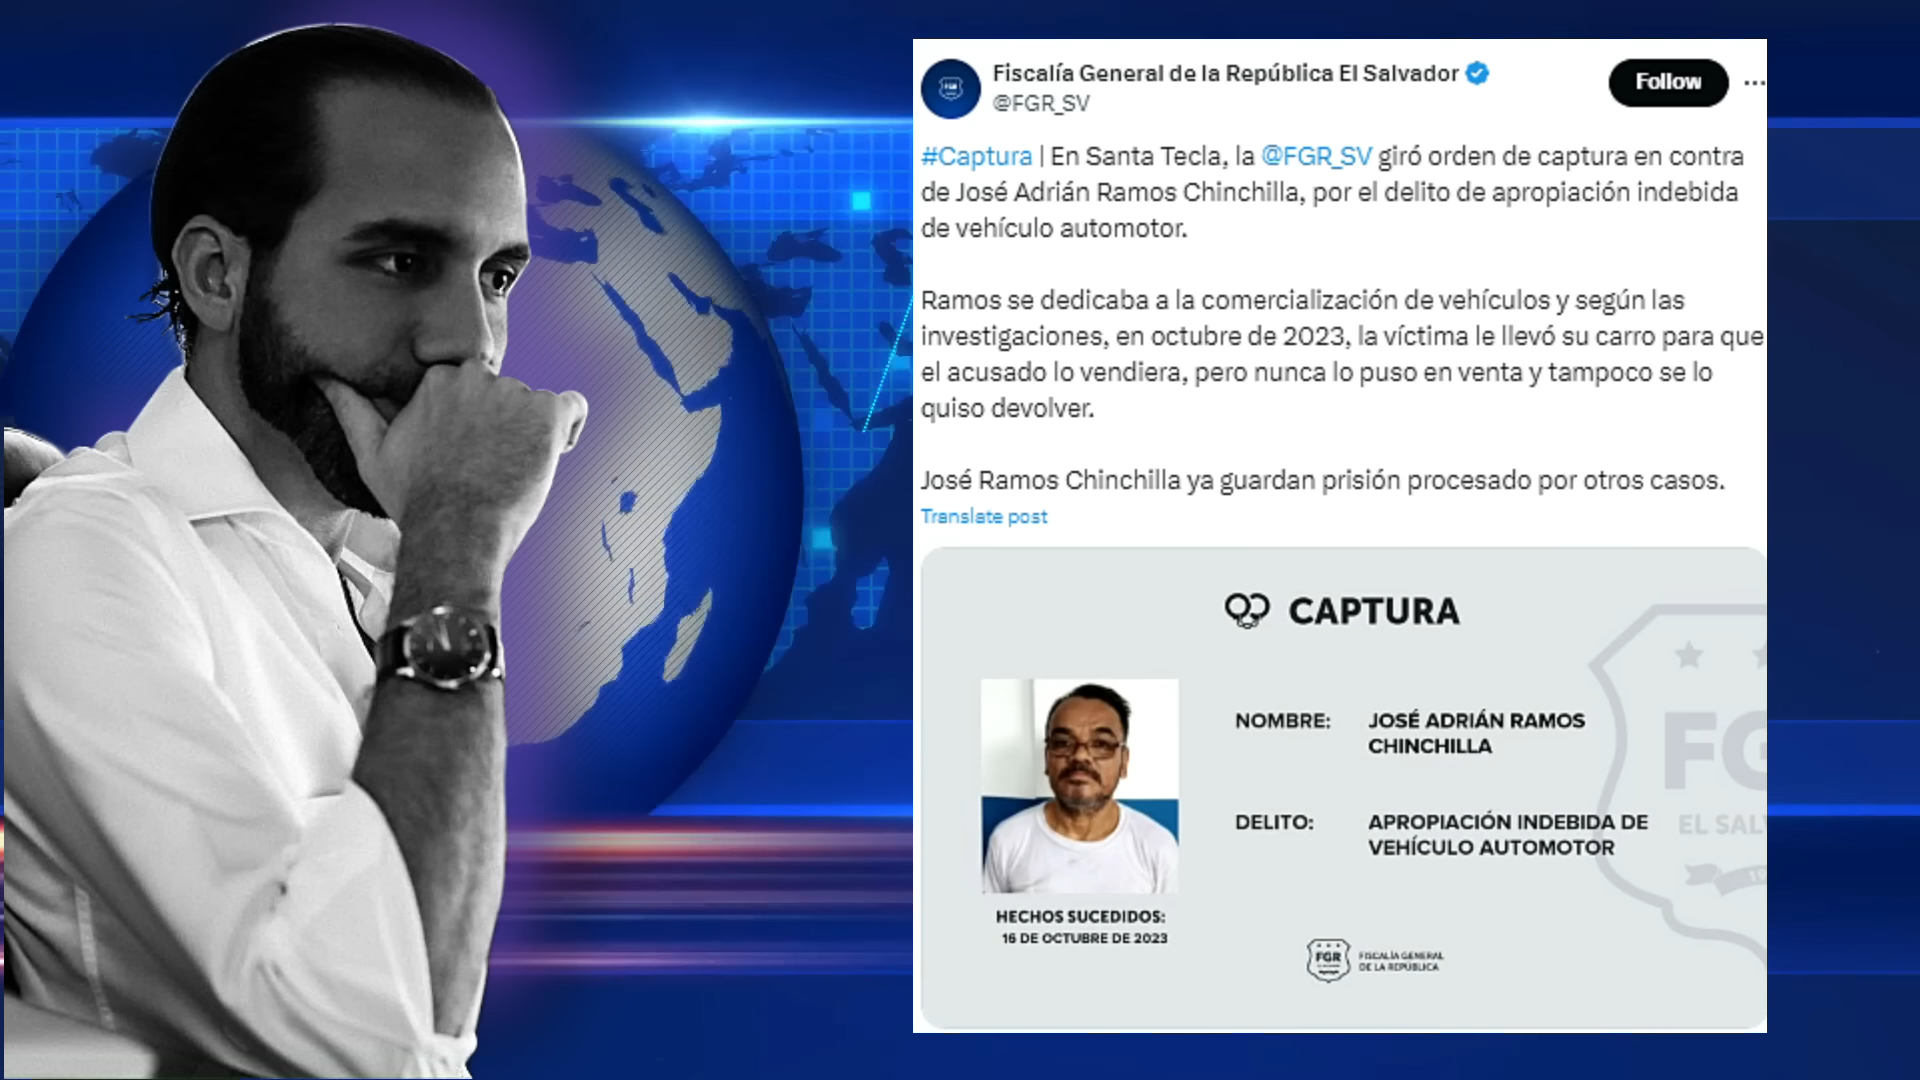 Fiscalía General de la República El Salvador
@FGR_SV
Follow
#Captura | En Santa Tecla, la @FGR_SV giró orden de captura en contra
de José Adrián Ramos Chinchilla, por el delito de apropiación indebida
de vehículo automotor.
Ramos se dedicaba a la comercialización de vehículos y según las
investigaciones, en octubre de 2023, la víctima le llevó su carro para que
el acusado lo vendiera, pero nunca lo puso en venta y tampoco se lo
quiso devolver.
José Ramos Chinchilla ya guardan prisión procesado por otros casos.
Translate post
CAPTURA
NOMBRE: JOSÉ ADRIÁN RAMOS
CHINCHILLA
DELITO: APROPIACIÓN INDEBIDA DE
VEHÍCULO AUTOMOTOR
HECHOS SUCEDIDOS:
16 DE OCTUBRE DE 2023
FGR
FISCALÍA GENERAL
DE LA REPÚBLICA
FG
EL SAL